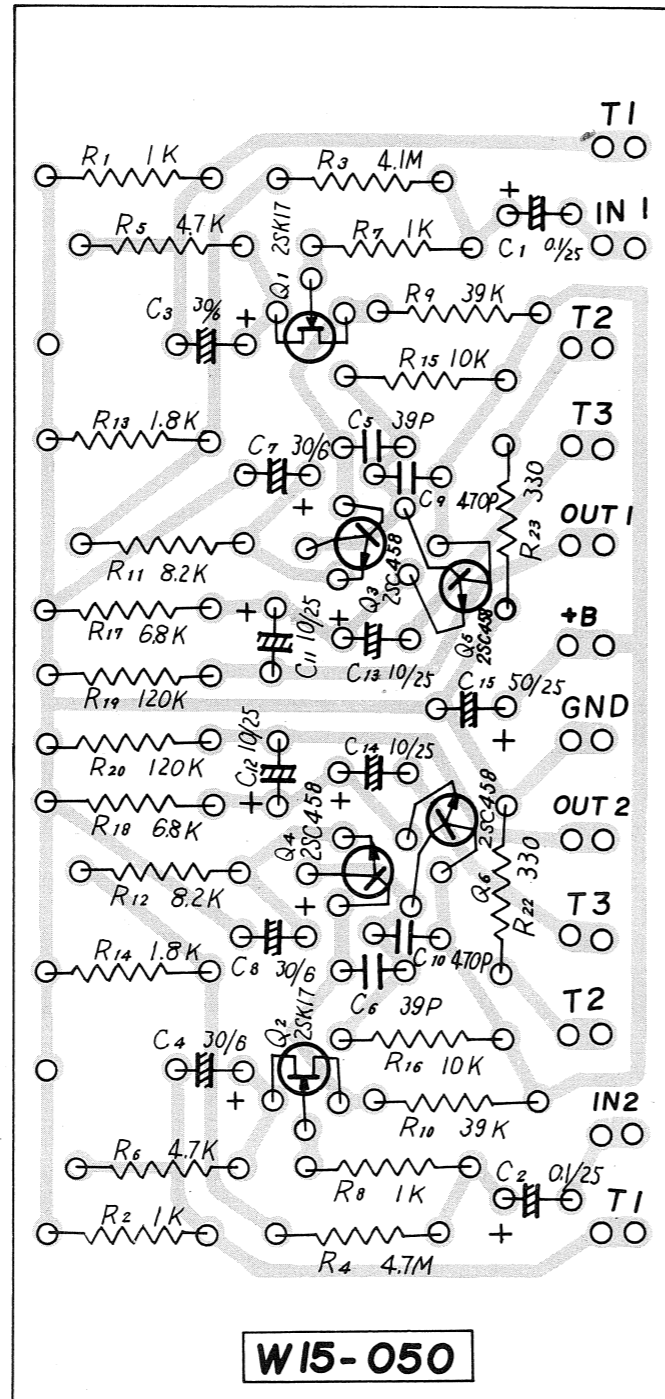 T1
R1 1K
R3 4.1M
+
IN 1
R5 4.7K
2SK17
R7 1K
C1 0.1/25
Q1
R9 39K
C3 30/6 +
T2
R15 10K
R13 1.8K
C5 39P
T3
C7 30/6
+
C9 470P
R23 330
OUT 1
R11 8.2K
Q3 2SC458
Q5 2SC458
R17 6.8K
+
C11 10/25
+
C13 10/25
+B
R19 120K
C15 50/25
+
GND
R20 120K
C12 10/25
+
C14 10/25
+
R18 6.8K
Q4 2SC458
2SC458
Q6
OUT 2
R12 8.2K
+
R22 330
C8 30/6
C10 470P
T3
R14 1.8K
C6 39P
Q2 2SK17
T2
C4 30/6
+
R16 10K
R10 39K
IN2
R6 4.7K
R8 1K
C2 0.1/25
+
R2 1K
R4 4.7M
T1
W15-050